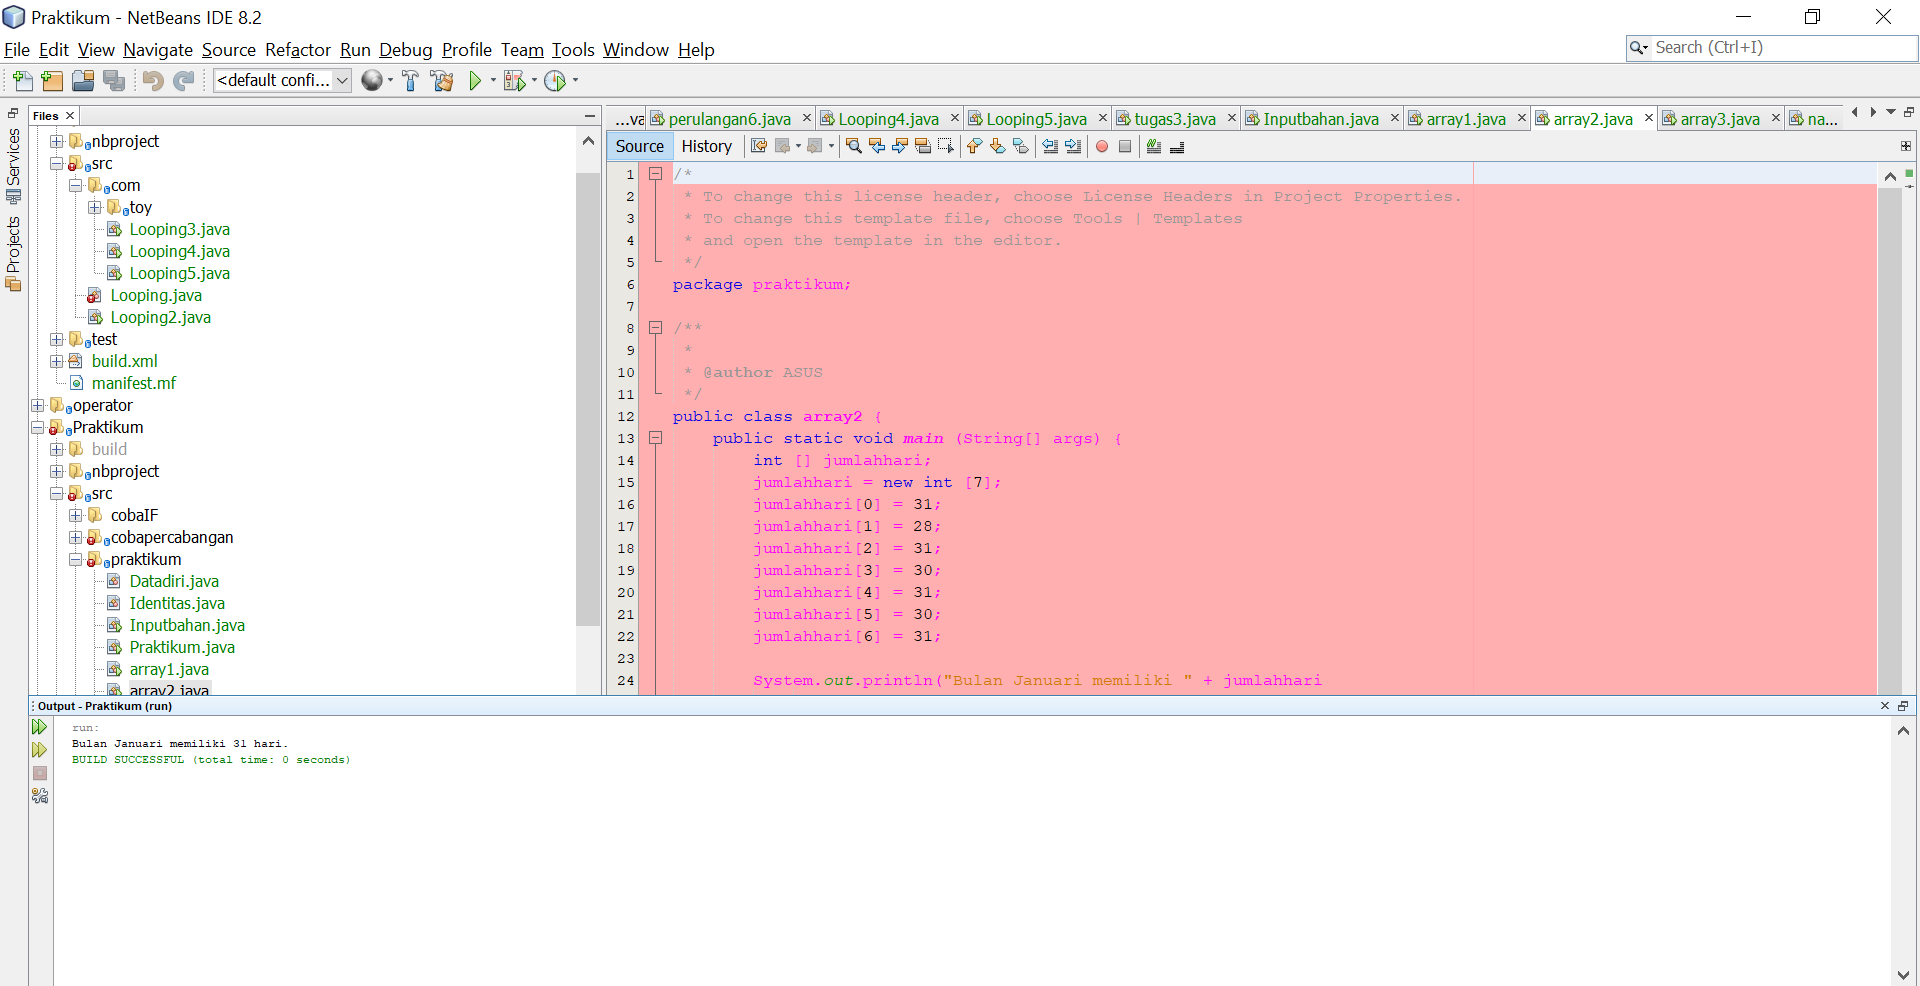 Praktikum - NetBeans IDE 8.2
File Edit View Navigate Source Refactor Run Debug Profile Team Tools Window Help
Search (Ctrl+I)
<default confi...
Services
Projects
Files
nbproject
src
com
toy
Looping3.java
Looping4.java
Looping5.java
Looping.java
Looping2.java
test
build.xml
manifest.mf
operator
Praktikum
build
nbproject
src
cobaIF
cobapercabangan
praktikum
Datadiri.java
Identitas.java
Inputbahan.java
Praktikum.java
array1.java
array2.java
...va perulangan6.java Looping4.java Looping5.java tugas3.java Inputbahan.java array1.java array2.java array3.java na...
Source History
1 /*
2 * To change this license header, choose License Headers in Project Properties.
3 * To change this template file, choose Tools | Templates
4 * and open the template in the editor.
5 */
6 package praktikum;
7
8 /**
9 *
10 * @author ASUS
11 */
12 public class array2 {
13 public static void main (String[] args) {
14 int [] jumlahhari;
15 jumlahhari = new int [7];
16 jumlahhari[0] = 31;
17 jumlahhari[1] = 28;
18 jumlahhari[2] = 31;
19 jumlahhari[3] = 30;
20 jumlahhari[4] = 31;
21 jumlahhari[5] = 30;
22 jumlahhari[6] = 31;
23
24 System.out.println("Bulan Januari memiliki " + jumlahhari
Output - Praktikum (run)
run:
Bulan Januari memiliki 31 hari.
BUILD SUCCESSFUL (total time: 0 seconds)